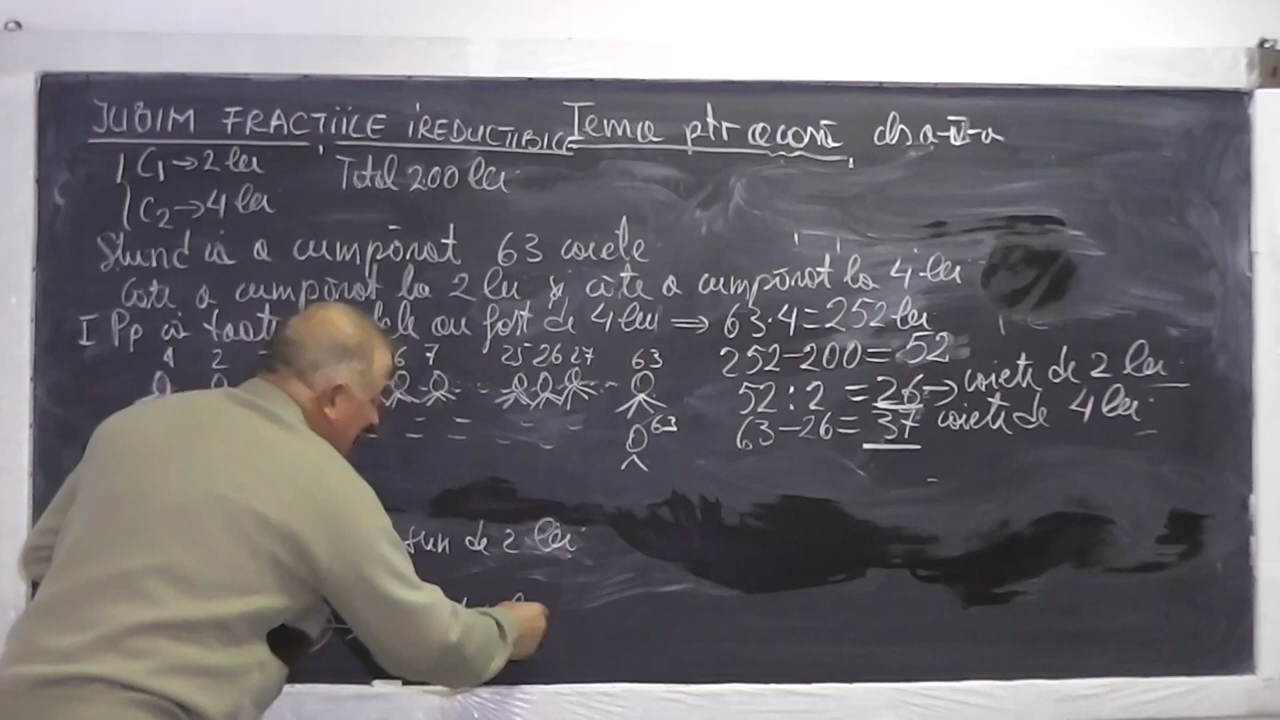 IUBIM FRACȚIILE IREDUCTIBILE Tema ptr acasă cls a-V-a
C₁→2 lei Total 200 lei
C₂→4 lei
Știind că a cumpărat 63 caiete
Câte a cumpărat la 2 lei și câte a cumpărat la 4 lei
I Pp că toate au fost de 4 lei ⟹ 63·4=252 lei
1 2 6 7 25 26 27 63 252-200=52
52:2=26→caiete de 2 lei
63 63-26=37 caiete de 4 lei
sun de 2 lei